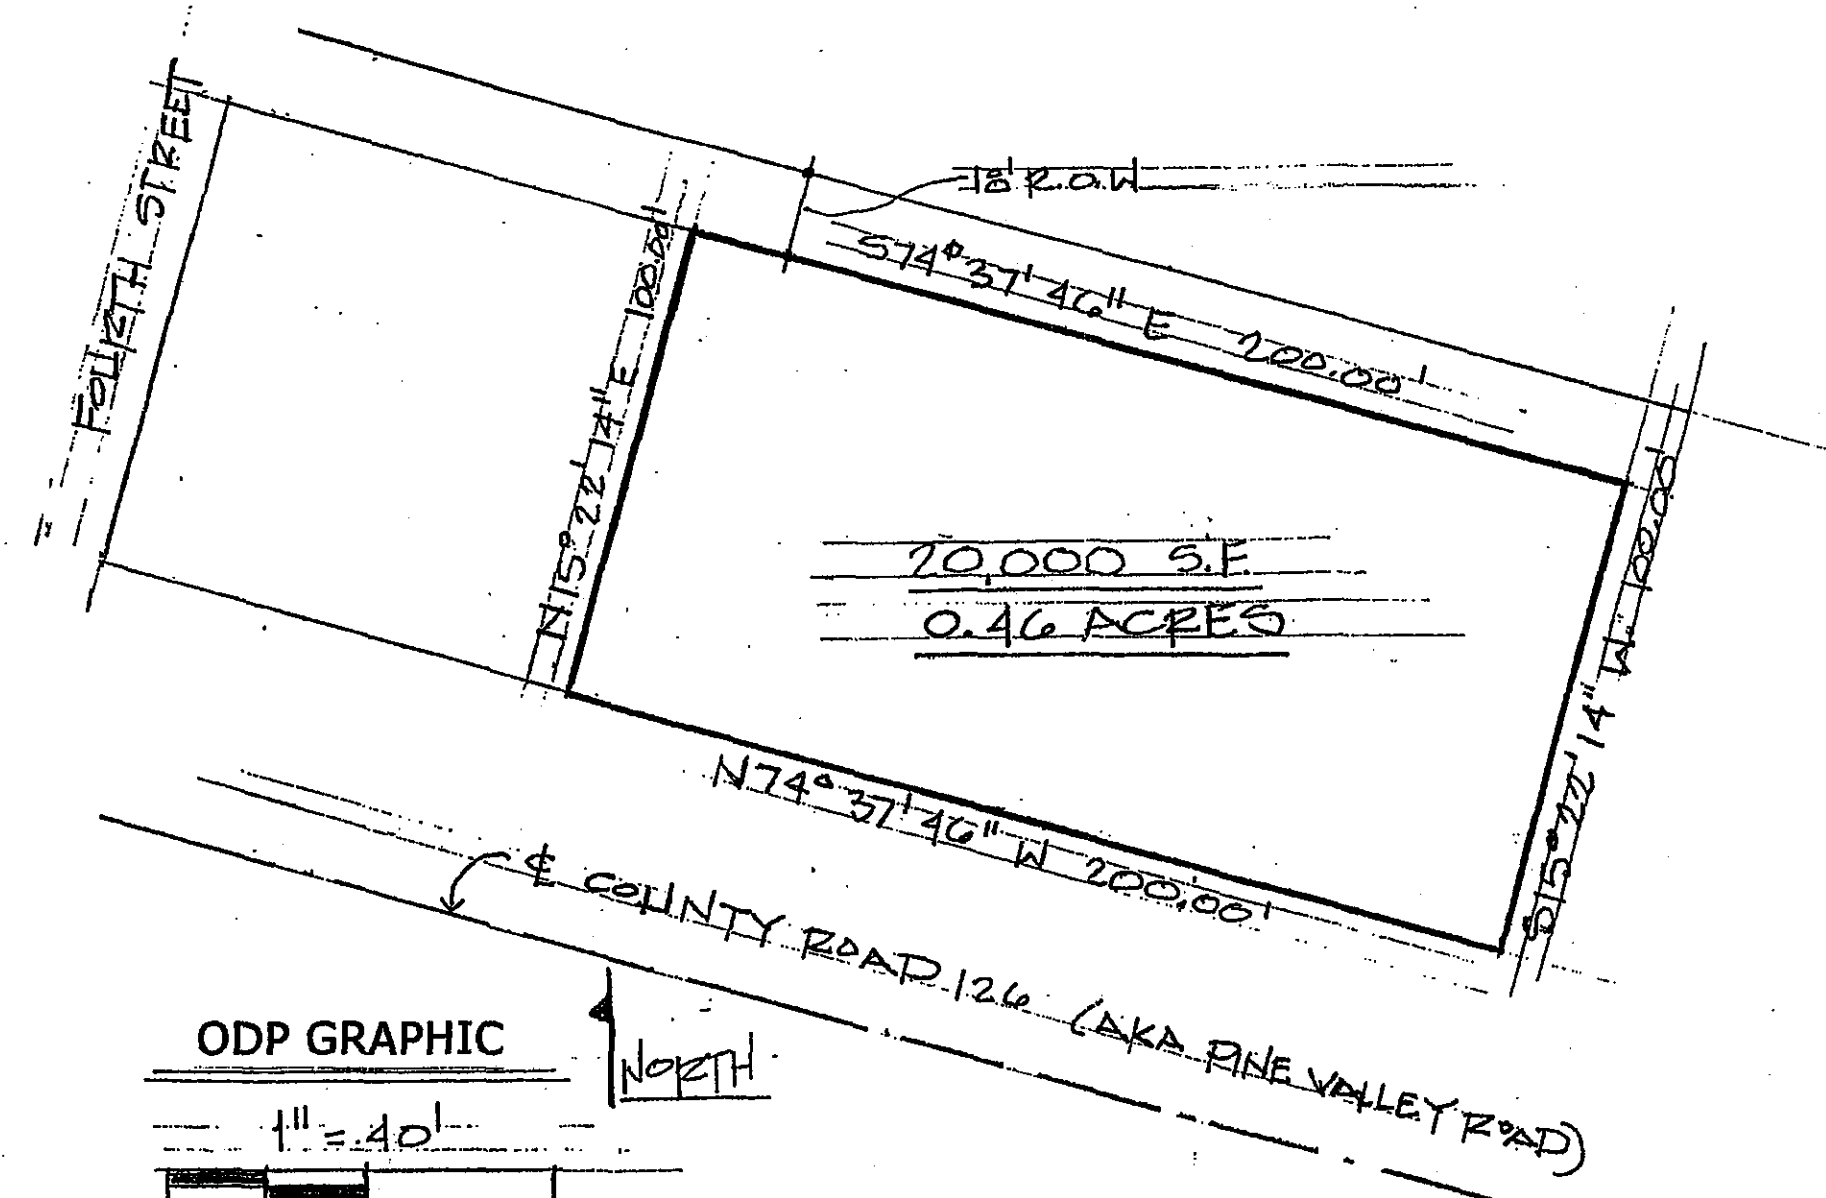 FOURTH STREET
18' R.O.W
S74° 37' 46" E 200.00'
N15° 22' 14" E 100.00'
20,000 S.F.
0.46 ACRES
S15° 22' 14" W 100.00
N74° 37' 46" W 200.00'
℄ COUNTY ROAD 126 (AKA PINE VALLEY ROAD)
ODP GRAPHIC
NORTH
1" = 40'